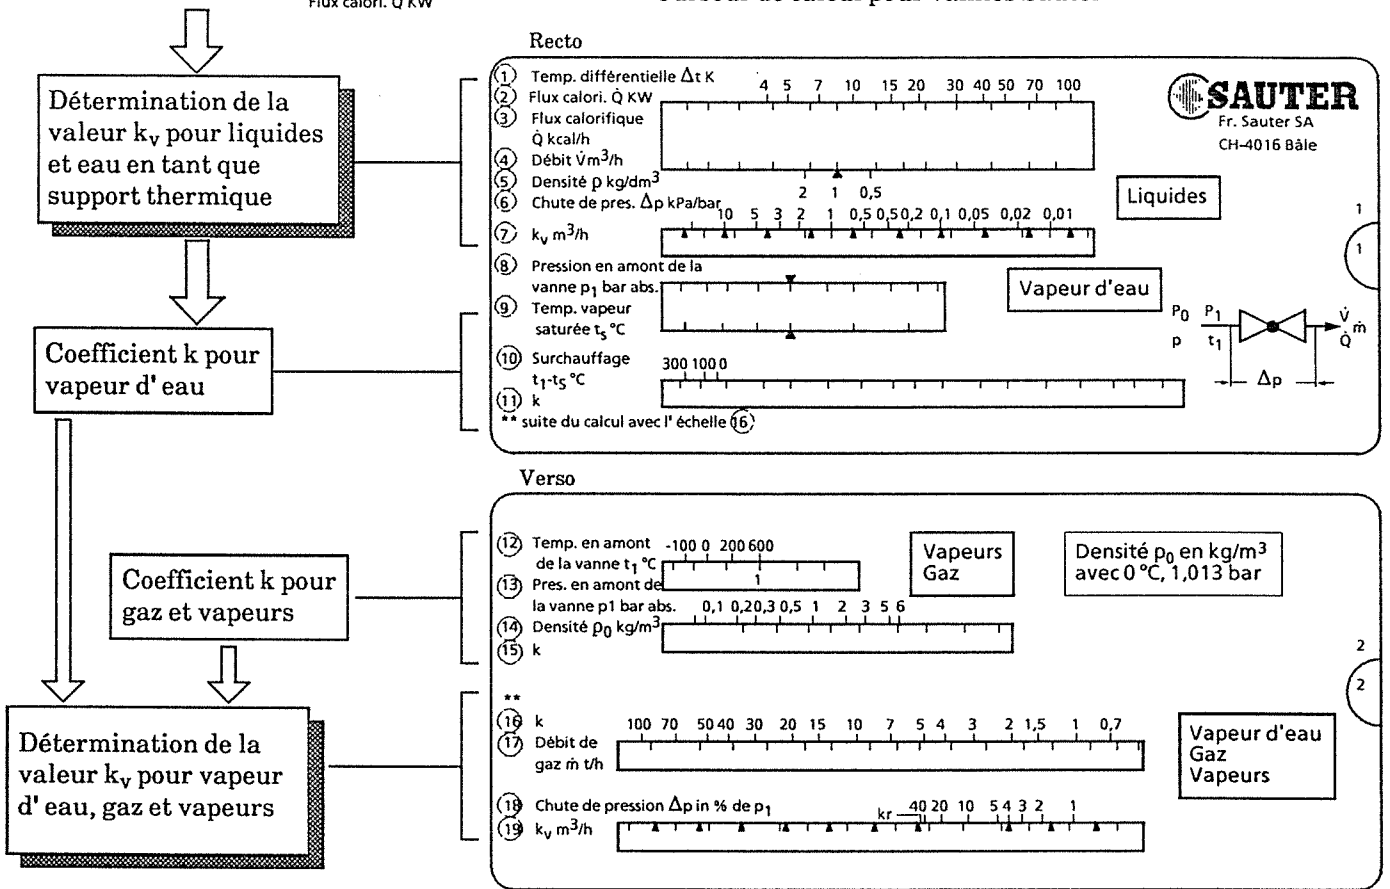 Flux calori. Q KW
Curseur de calcul pour vannes Sauter
Détermination de la
valeur kv pour liquides
et eau en tant que
support thermique
Coefficient k pour
vapeur d' eau
Coefficient k pour
gaz et vapeurs
Détermination de la
valeur kv pour vapeur
d' eau, gaz et vapeurs
Recto
① Temp. différentielle Δt K
4 5 7 10 15 20 30 40 50 70 100
② Flux calori. Q̇ KW
③ Flux calorifique
Q̇ kcal/h
④ Débit V̇ m³/h
⑤ Densité ρ kg/dm³
2 1 0,5
⑥ Chute de pres. Δp kPa/bar
10 5 3 2 1 0,5 0,5 0,2 0,1 0,05 0,02 0,01
⑦ kv m³/h
⑧ Pression en amont de la
vanne p1 bar abs.
⑨ Temp. vapeur
saturée ts °C
⑩ Surchauffage
t1-ts °C
300 100 0
⑪ k
** suite du calcul avec l' échelle ⑯
SAUTER
Fr. Sauter SA
CH-4016 Bâle
Liquides
1
1
Vapeur d'eau
P0 P1 V̇
p t1 Q̇ ṁ
Δp
Verso
⑫ Temp. en amont
de la vanne t1 °C
-100 0 200 600
⑬ Pres. en amont de
la vanne p1 bar abs.
1
0,1 0,2 0,3 0,5 1 2 3 5 6
⑭ Densité ρ0 kg/m³
⑮ k
Vapeurs
Gaz
Densité ρ0 en kg/m³
avec 0 °C, 1,013 bar
2
2
**
⑯ k
100 70 50 40 30 20 15 10 7 5 4 3 2 1,5 1 0,7
⑰ Débit de
gaz ṁ t/h
⑱ Chute de pression Δp in % de p1
kr 40 20 10 5 4 3 2 1
⑲ kv m³/h
Vapeur d'eau
Gaz
Vapeurs